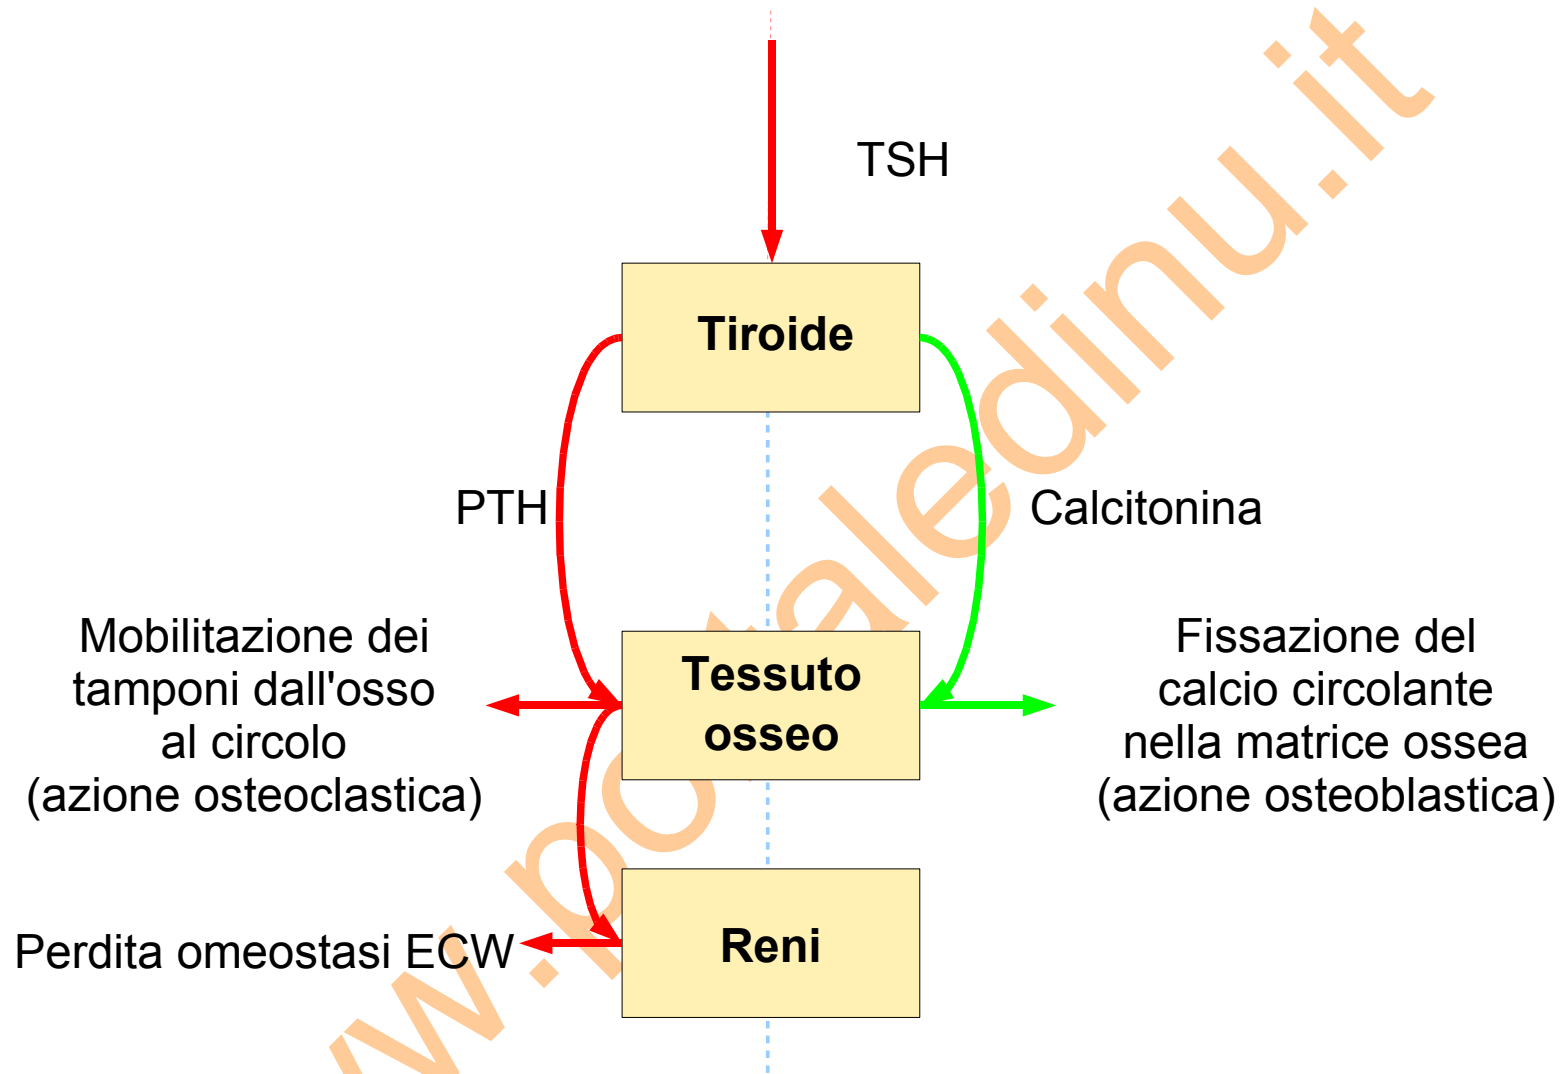 TSH
Tiroide
PTH
Calcitonina
Mobilitazione dei
tamponi dall'osso
al circolo
(azione osteoclastica)
Tessuto
osseo
Fissazione del
calcio circolante
nella matrice ossea
(azione osteoblastica)
Perdita omeostasi ECW
Reni
w.portaledinu.it